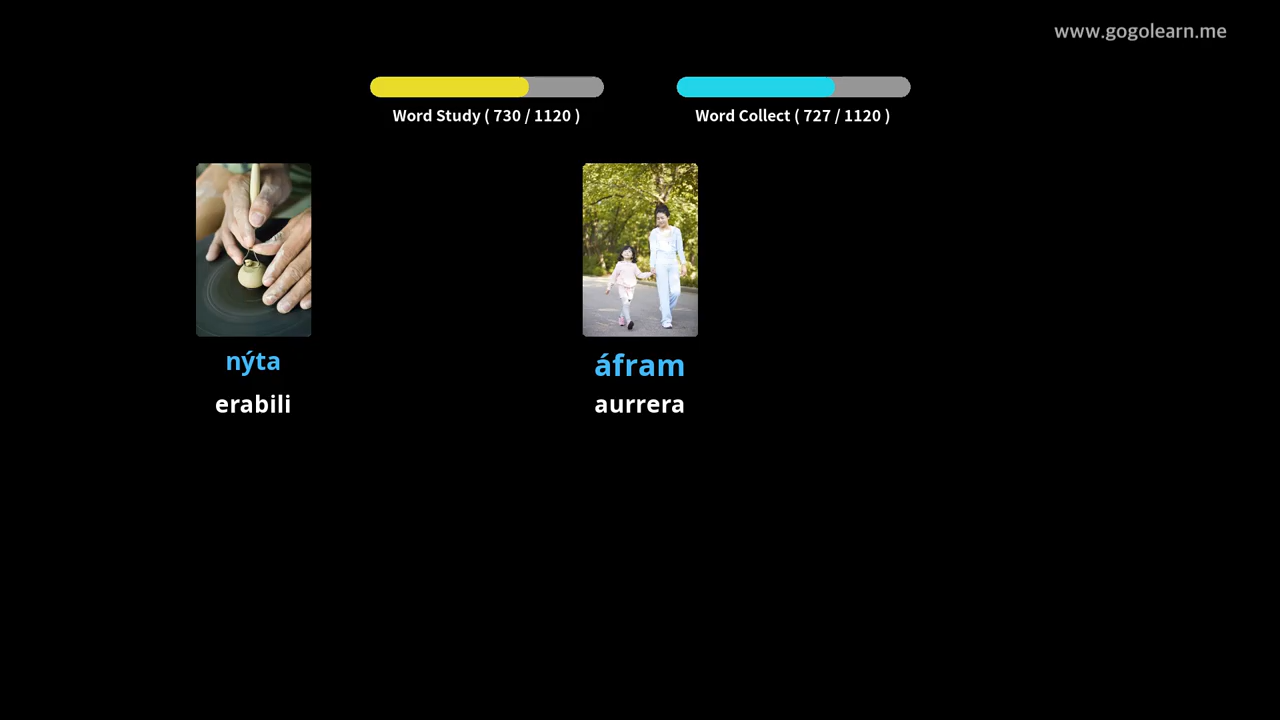 www.gogolearn.me
Word Study ( 730 / 1120 )
Word Collect ( 727 / 1120 )
nýta
erabili
áfram
aurrera